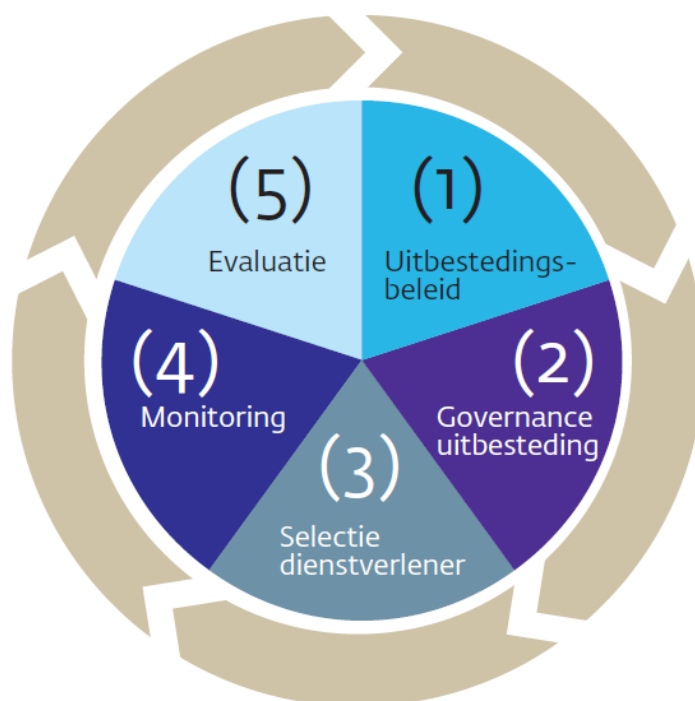 (1)
Uitbestedings-
beleid
(2)
Governance
uitbesteding
(3)
Selectie
dienstverlener
(4)
Monitoring
(5)
Evaluatie